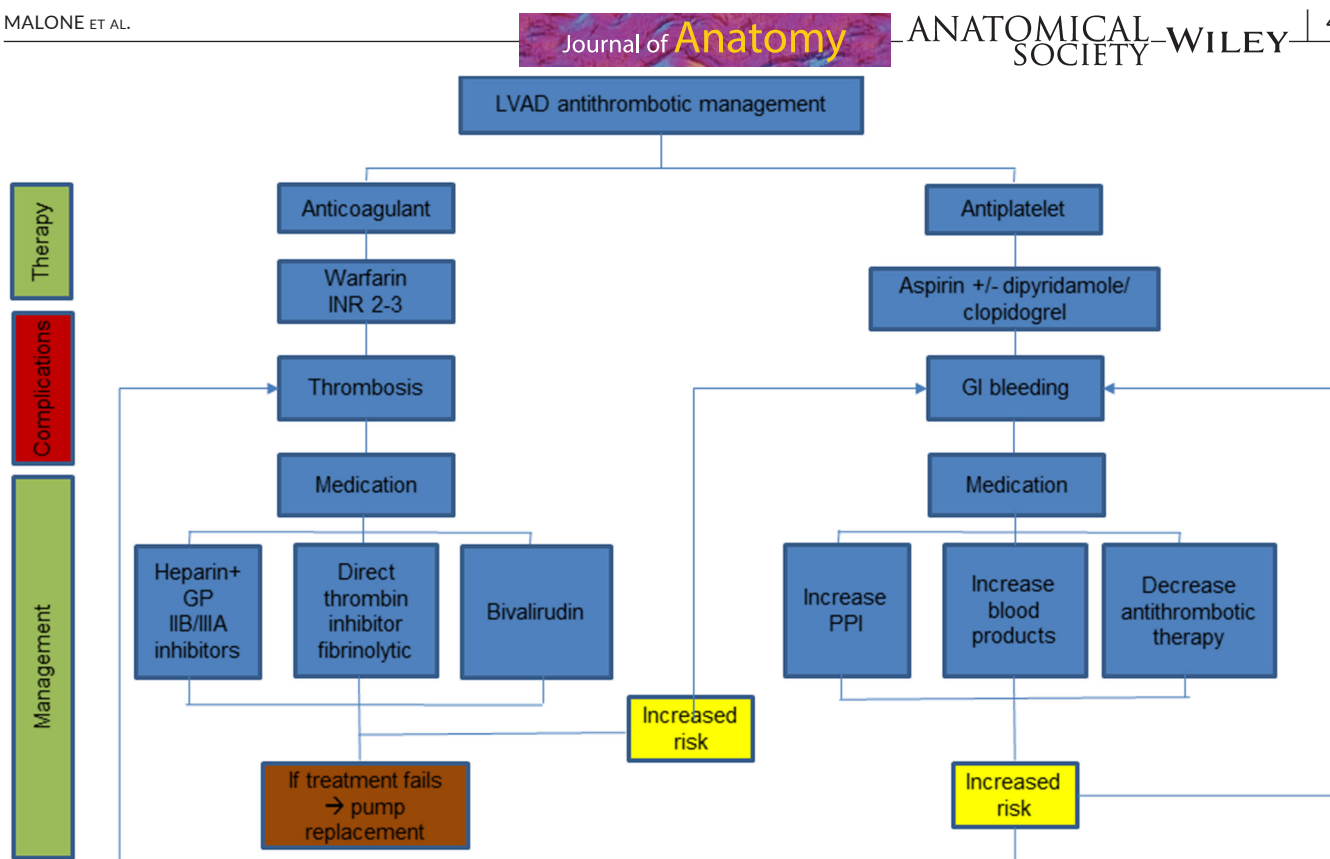 MALONE ET AL.
Journal of Anatomy
ANATOMICAL
SOCIETY
WILEY
LVAD antithrombotic management
Therapy
Anticoagulant
Antiplatelet
Warfarin
INR 2-3
Aspirin +/- dipyridamole/
clopidogrel
Complications
Thrombosis
GI bleeding
Management
Medication
Medication
Heparin+
GP
IIB/IIIA
inhibitors
Direct
thrombin
inhibitor
fibrinolytic
Bivalirudin
Increase
PPI
Increase
blood
products
Decrease
antithrombotic
therapy
Increased
risk
If treatment fails
→ pump
replacement
Increased
risk